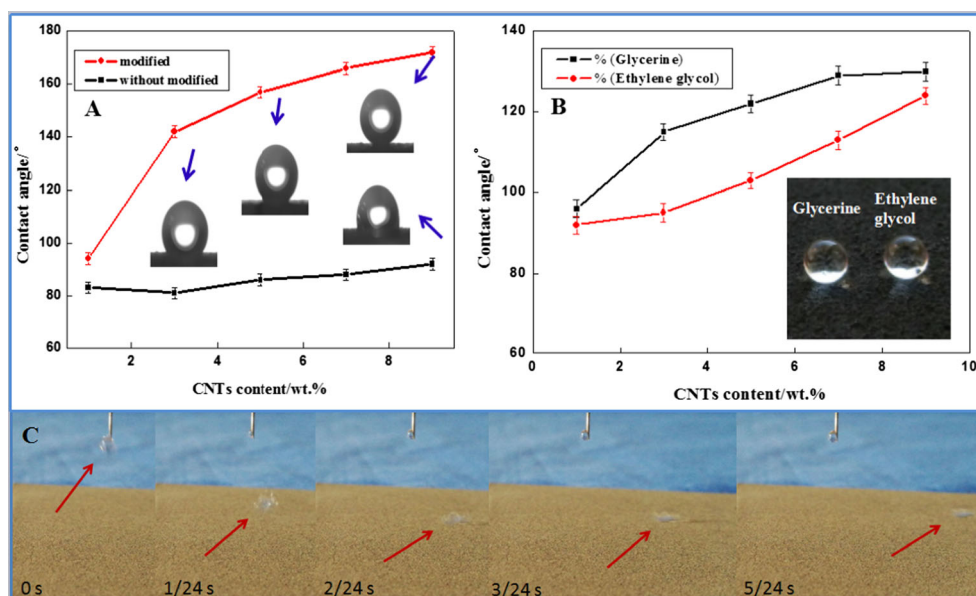 A
modified
without modified
Contact angle/°
180
160
140
120
100
80
60
2
4
6
8
CNTs content/wt.%
B
% (Glycerine)
% (Ethylene glycol)
Contact angle/°
140
120
100
80
60
0
2
4
6
8
10
CNTs content/wt.%
Glycerine
Ethylene
glycol
C
0 s
1/24 s
2/24 s
3/24 s
5/24 s